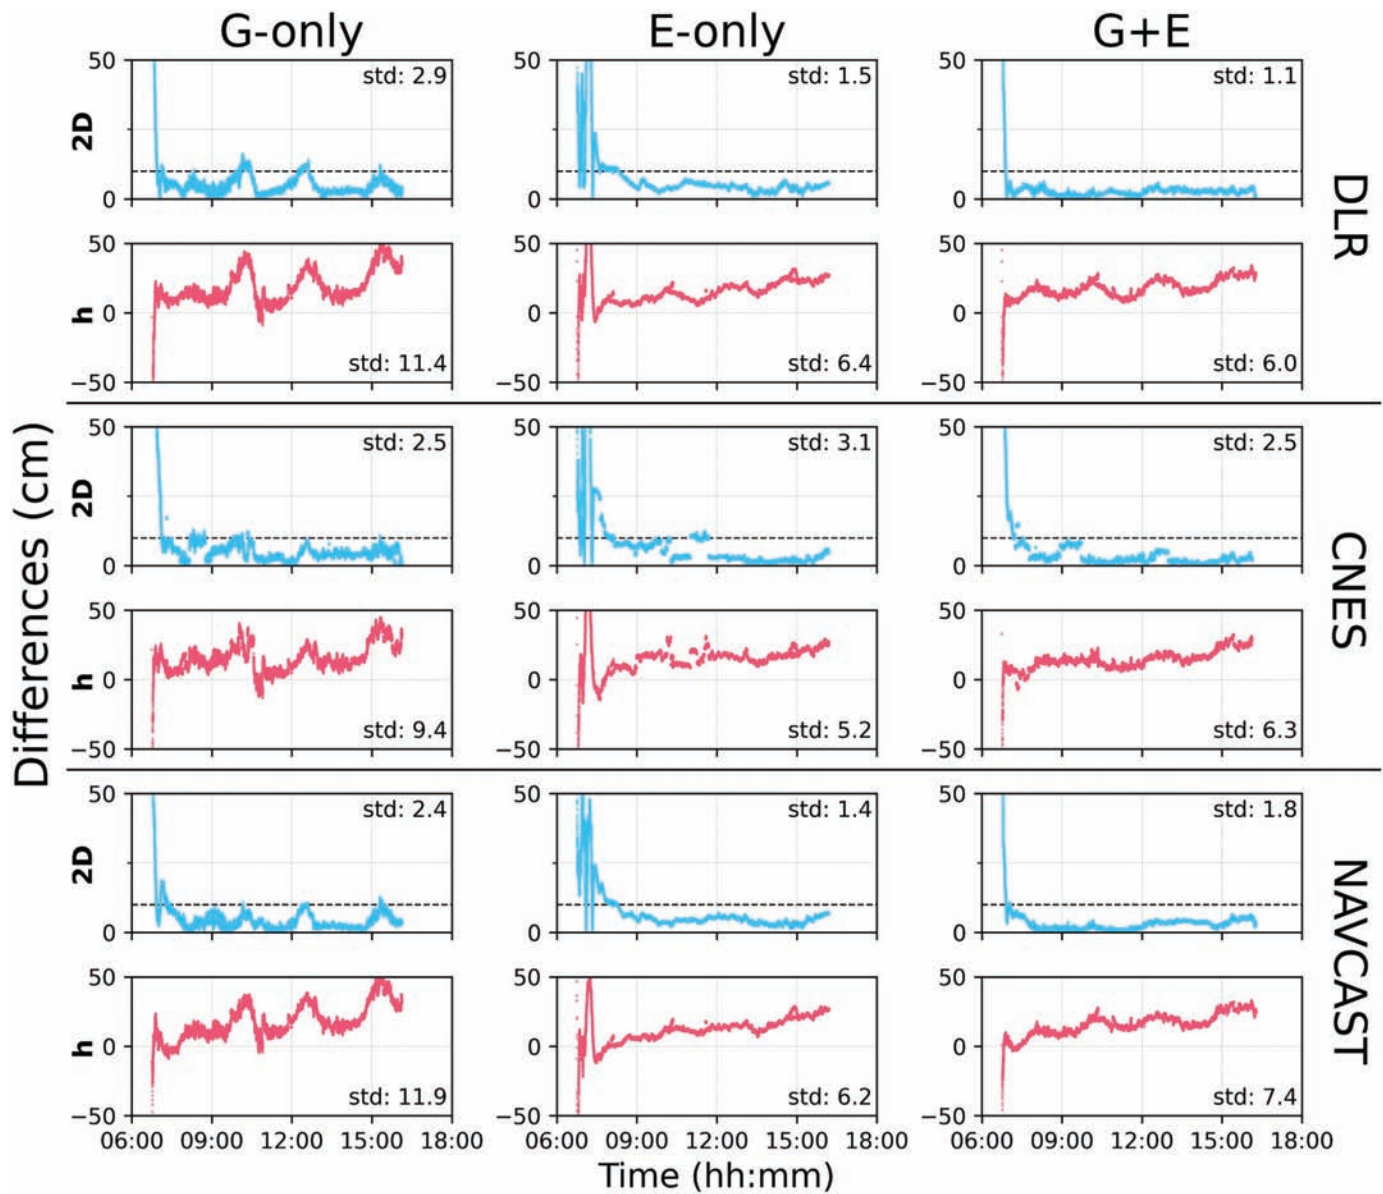 G-only E-only G+E
50 std: 2.9 50 std: 1.5 50 std: 1.1
2D
0 0 0
DLR
50 50 50
h 0 0 0
std: 11.4 std: 6.4 std: 6.0
−50 −50 −50
Differences (cm)
50 std: 2.5 50 std: 3.1 50 std: 2.5
2D
0 0 0
CNES
50 50 50
h 0 0 0
std: 9.4 std: 5.2 std: 6.3
−50 −50 −50
50 std: 2.4 50 std: 1.4 50 std: 1.8
2D
0 0 0
NAVCAST
50 50 50
h 0 0 0
std: 11.9 std: 6.2 std: 7.4
−50 −50 −50
06:00 09:00 12:00 15:00 18:00 06:00 09:00 12:00 15:00 18:00 06:00 09:00 12:00 15:00 18:00
Time (hh:mm)